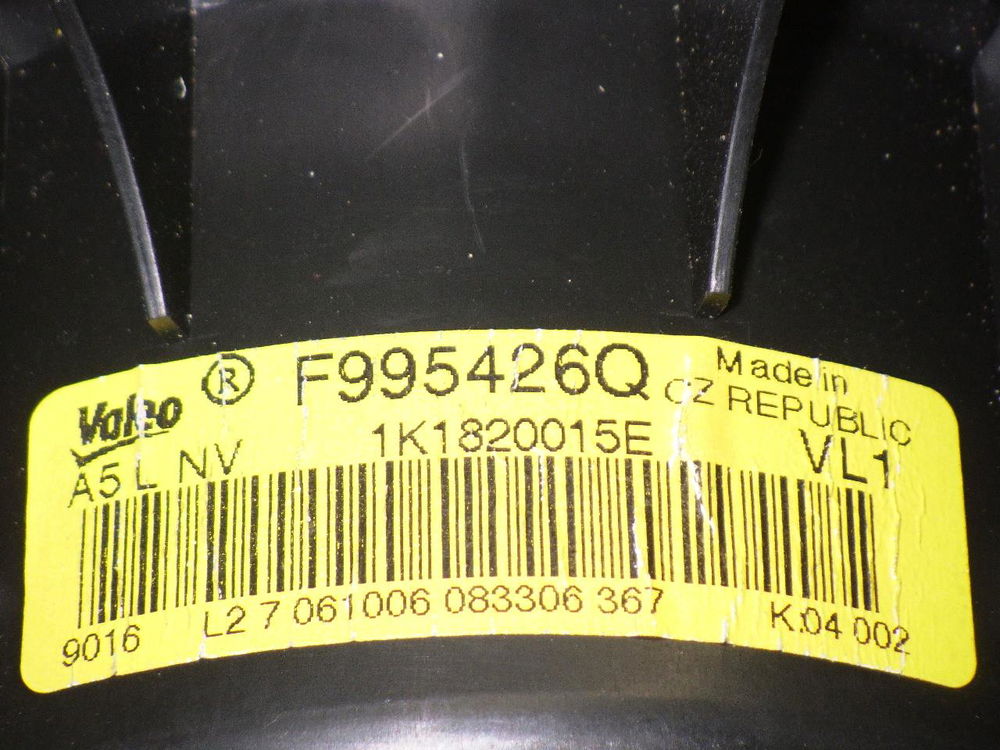 Valeo ® F995426Q Made in
CZ REPUBLIC
A5 L NV 1K1820015E VL1
9016 L2 7 061006 083306 367 K.04 002